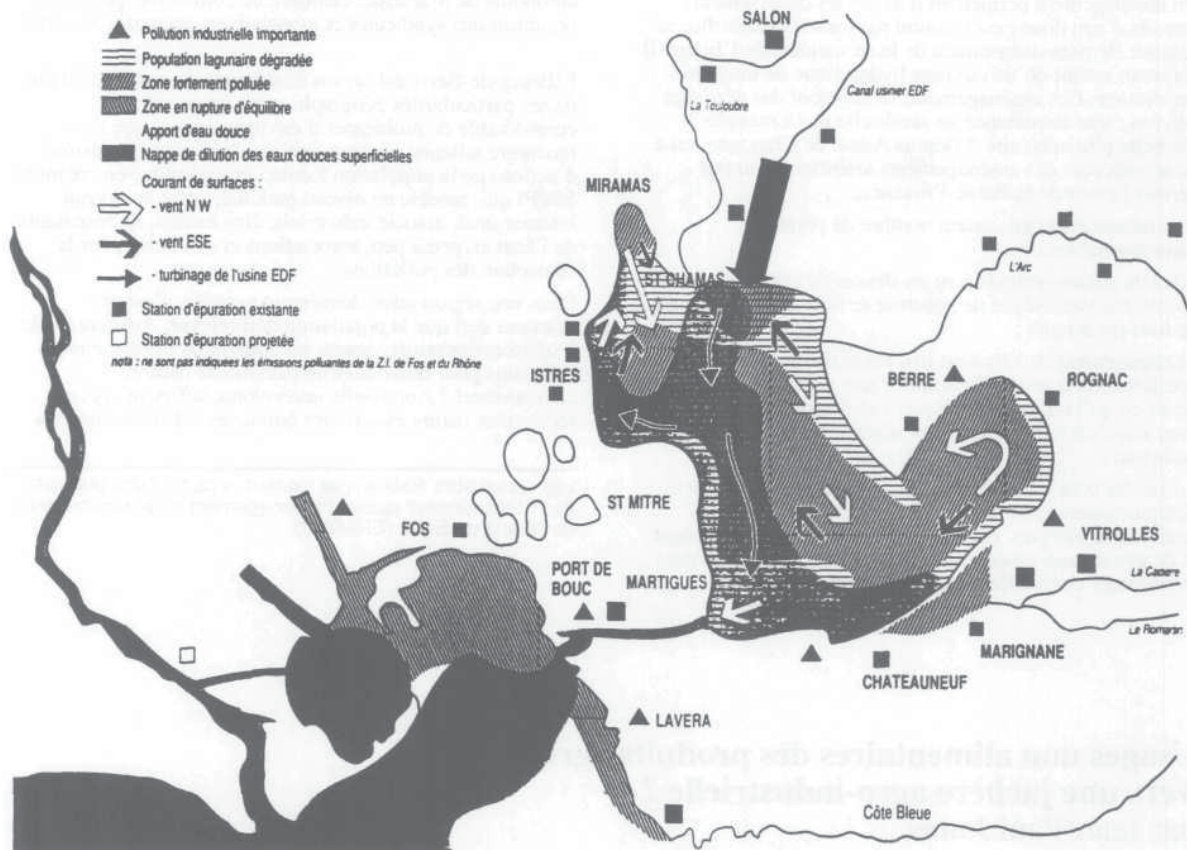 Pollution industrielle importante
Population lagunaire dégradée
Zone fortement polluée
Zone en rupture d'équilibre
Apport d'eau douce
Nappe de dilution des eaux douces superficielles
Courant de surfaces :
- vent N W
- vent ESE
- turbinage de l'usine EDF
Station d'épuration existante
Station d'épuration projetée
nota : ne sont pas indiquées les émissions polluantes de la Z.I. de Fos et du Rhône
SALON
La Touloubre
Canal usinier EDF
MIRAMAS
ST CHAMAS
L'Arc
ISTRES
BERRE
ROGNAC
ST MITRE
FOS
VITROLLES
PORT DE
BOUC
MARTIGUES
La Cadière
MARIGNANE
CHATEAUNEUF
LAVERA
Côte Bleue